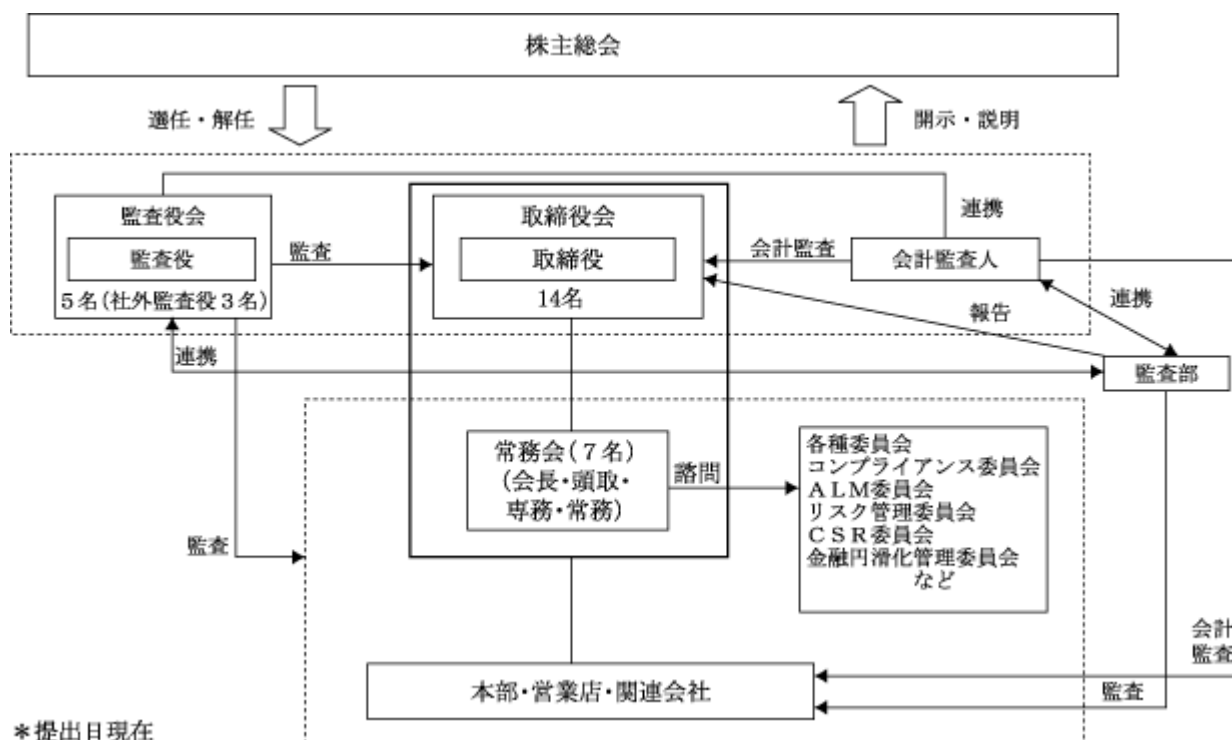 株主総会
選任・解任
開示・説明
監査役会
監査役
5名(社外監査役3名)
監査
取締役会
取締役
14名
会計監査
会計監査人
連携
連携
報告
連携
監査部
常務会(7名)
(会長・頭取・
専務・常務)
諮問
各種委員会
コンプライアンス委員会
ALM委員会
リスク管理委員会
CSR委員会
金融円滑化管理委員会
など
監査
本部・営業店・関連会社
会計
監査
監査
＊提出日現在